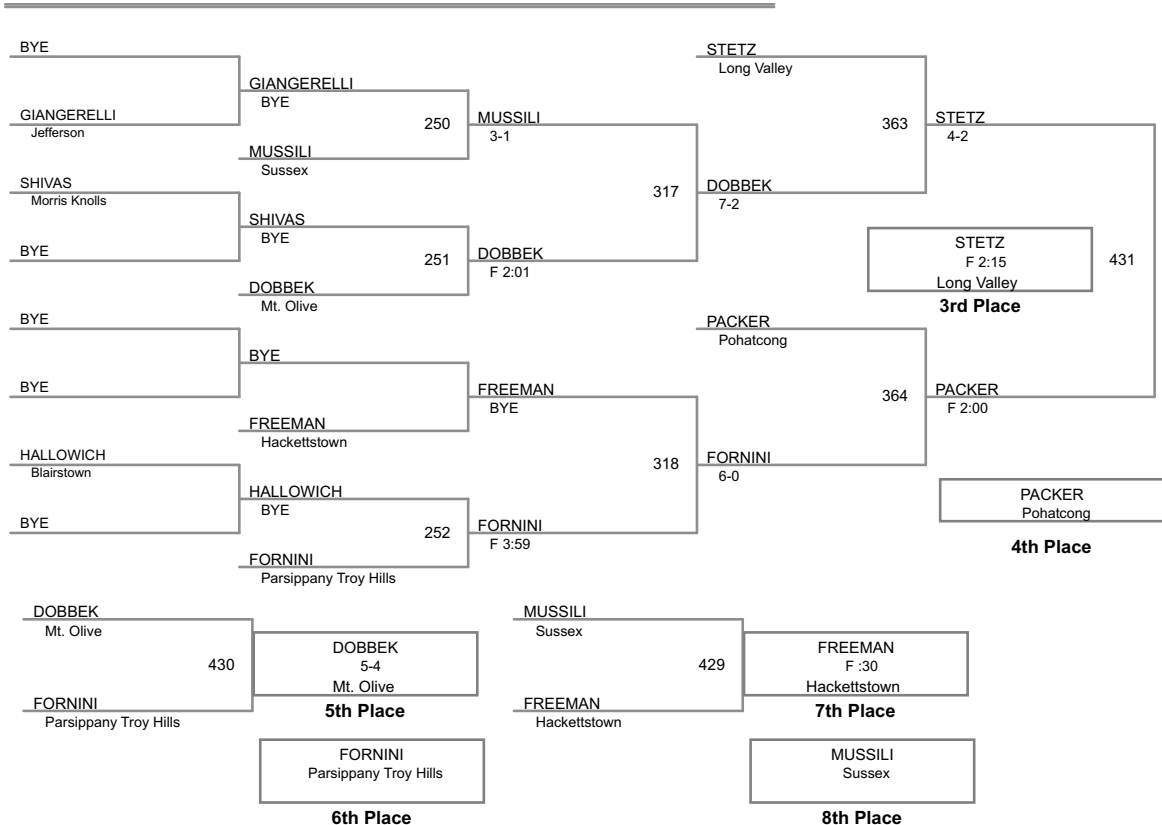 BYE
GIANGERELLI
Jefferson
SHIVAS
Morris Knolls
BYE
BYE
BYE
HALLOWICH
Blairstown
BYE
GIANGERELLI
BYE
250
MUSSILI
Sussex
SHIVAS
BYE
251
DOBBEK
Mt. Olive
BYE
FREEMAN
Hackettstown
HALLOWICH
BYE
252
FORNINI
Parsippany Troy Hills
MUSSILI
3-1
317
DOBBEK
F 2:01
FREEMAN
BYE
318
FORNINI
F 3:59
STETZ
Long Valley
363
DOBBEK
7-2
PACKER
Pohatcong
364
FORNINI
6-0
STETZ
4-2
STETZ
F 2:15
Long Valley
431
3rd Place
PACKER
F 2:00
PACKER
Pohatcong
4th Place
DOBBEK
Mt. Olive
430
FORNINI
Parsippany Troy Hills
DOBBEK
5-4
Mt. Olive
5th Place
FORNINI
Parsippany Troy Hills
6th Place
MUSSILI
Sussex
429
FREEMAN
Hackettstown
FREEMAN
F :30
Hackettstown
7th Place
MUSSILI
Sussex
8th Place